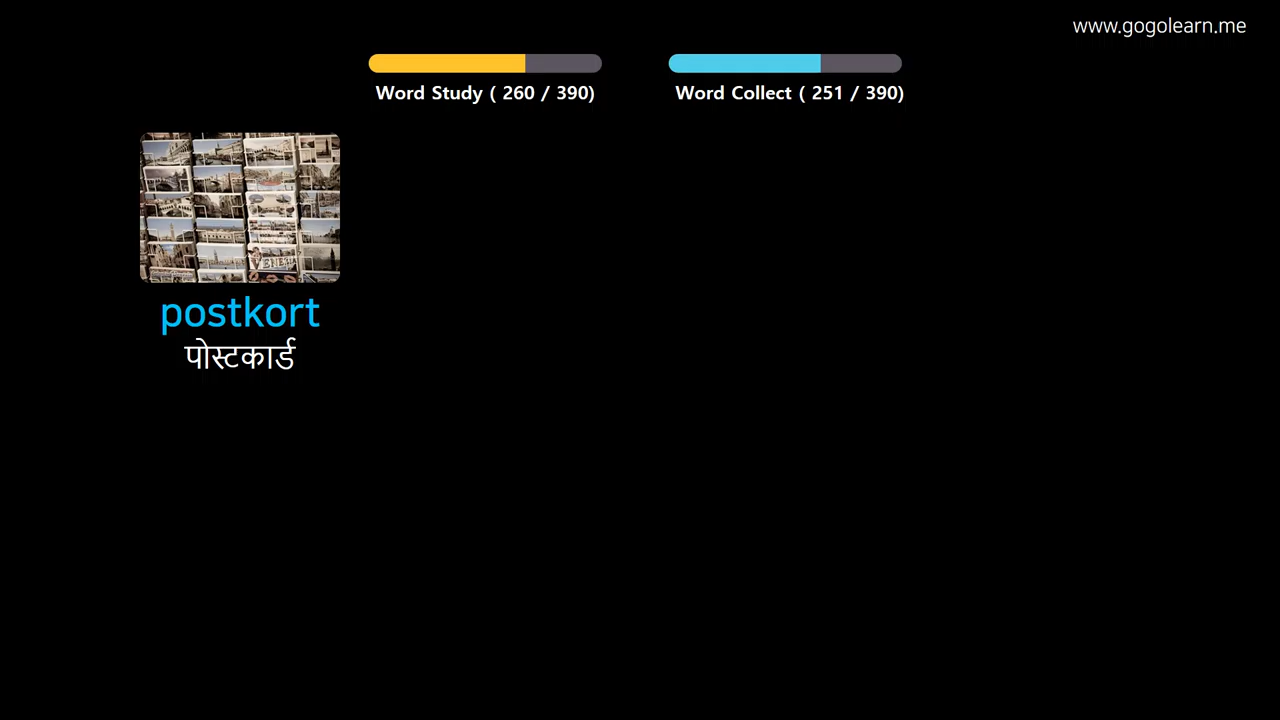 www.gogolearn.me
Word Study ( 260 / 390)
Word Collect ( 251 / 390)
postkort
पोस्टकार्ड